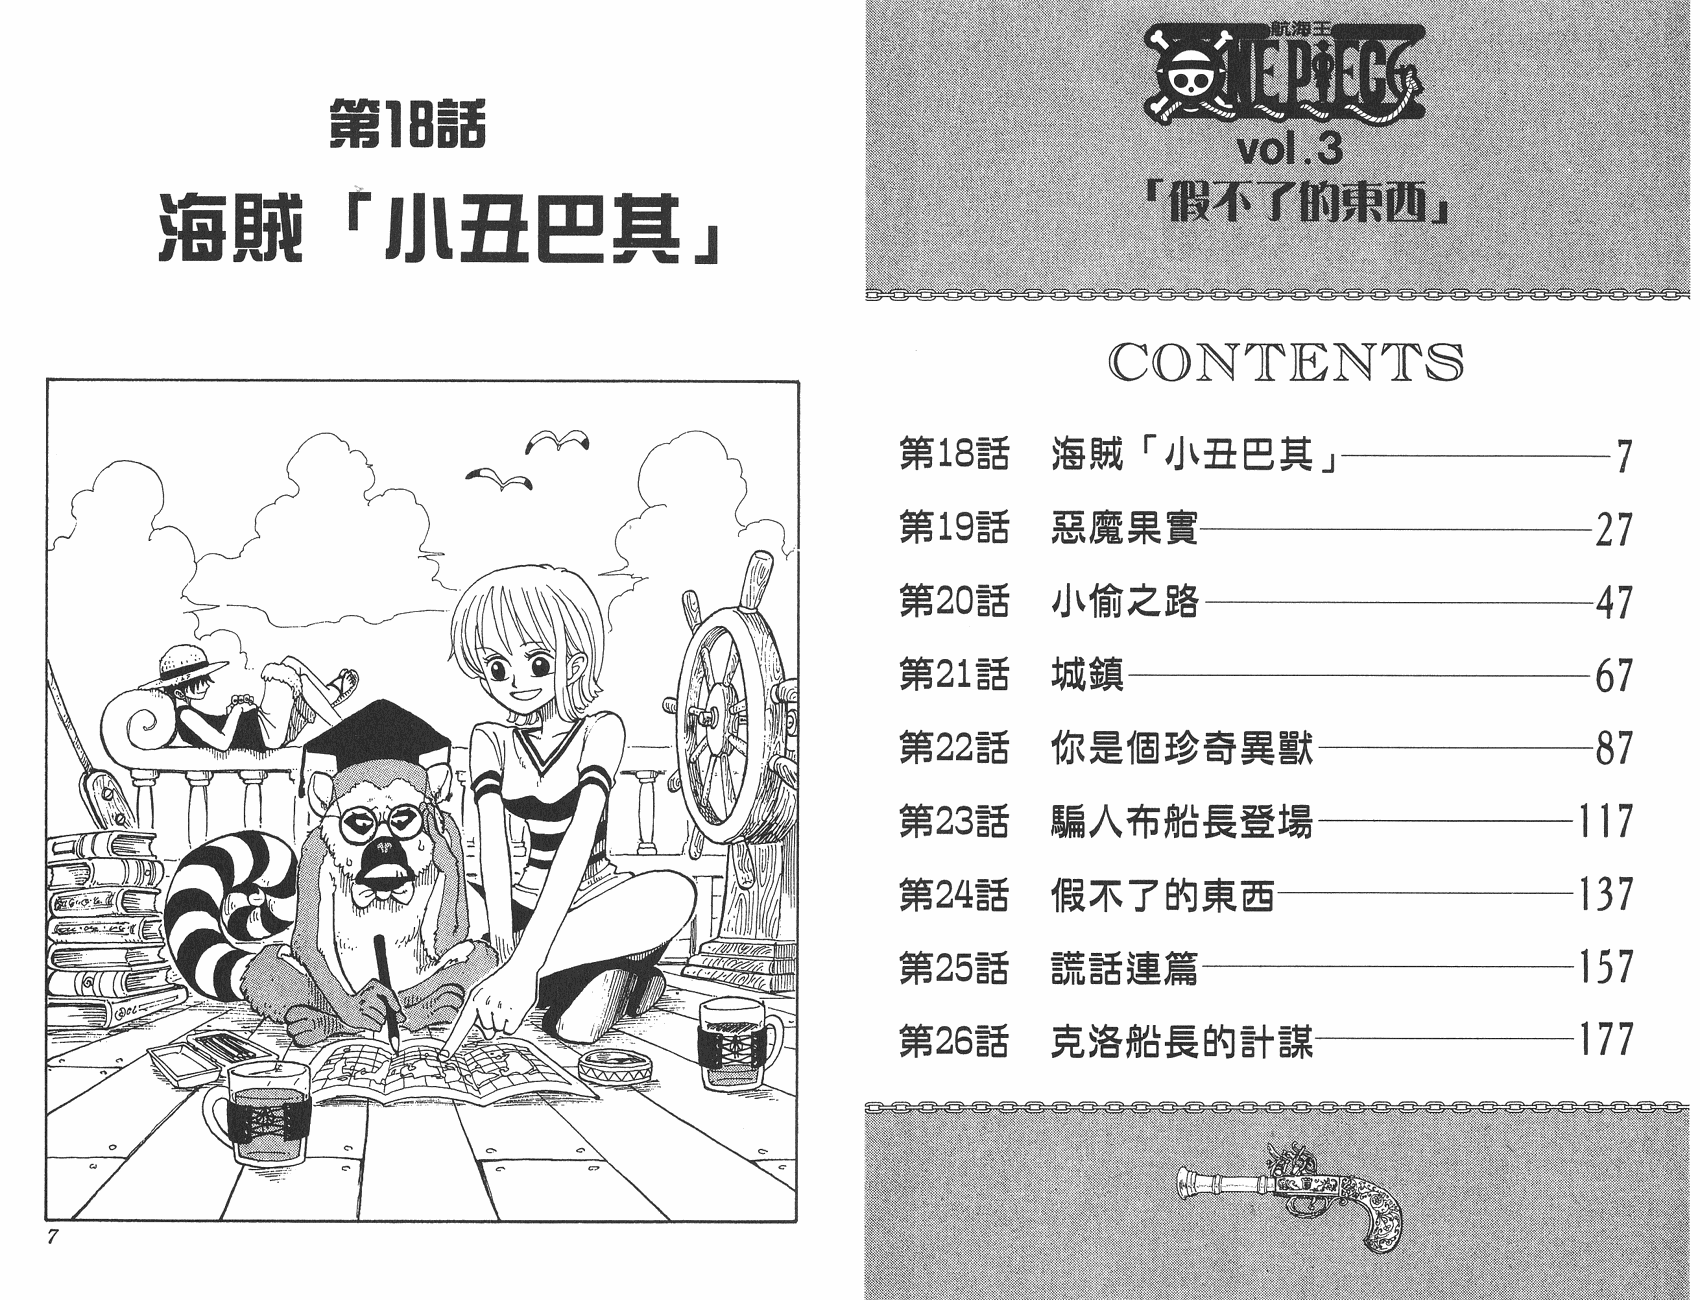 航海王
ONE PIECE
vol.3
「假不了的東西」
CONTENTS
第18話 海賊「小丑巴其」 7
第19話 惡魔果實 27
第20話 小偷之路 47
第21話 城鎮 67
第22話 你是個珍奇異獸 87
第23話 騙人布船長登場 117
第24話 假不了的東西 137
第25話 謊話連篇 157
第26話 克洛船長的計謀 177
第18話
海賊「小丑巴其」
7